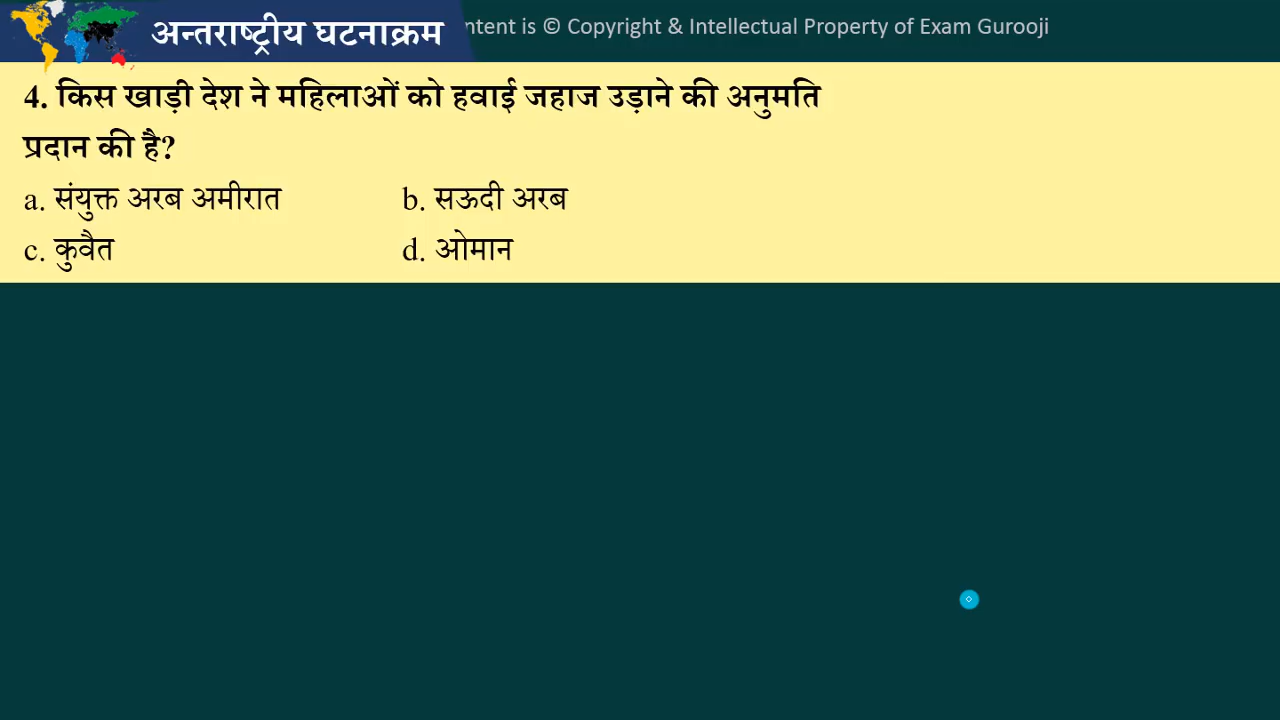 अन्तराष्ट्रीय घटनाक्रम
ntent is © Copyright & Intellectual Property of Exam Gurooji
4. किस खाड़ी देश ने महिलाओं को हवाई जहाज उड़ाने की अनुमति
प्रदान की है?
a. संयुक्त अरब अमीरात b. सऊदी अरब
c. कुवैत d. ओमान